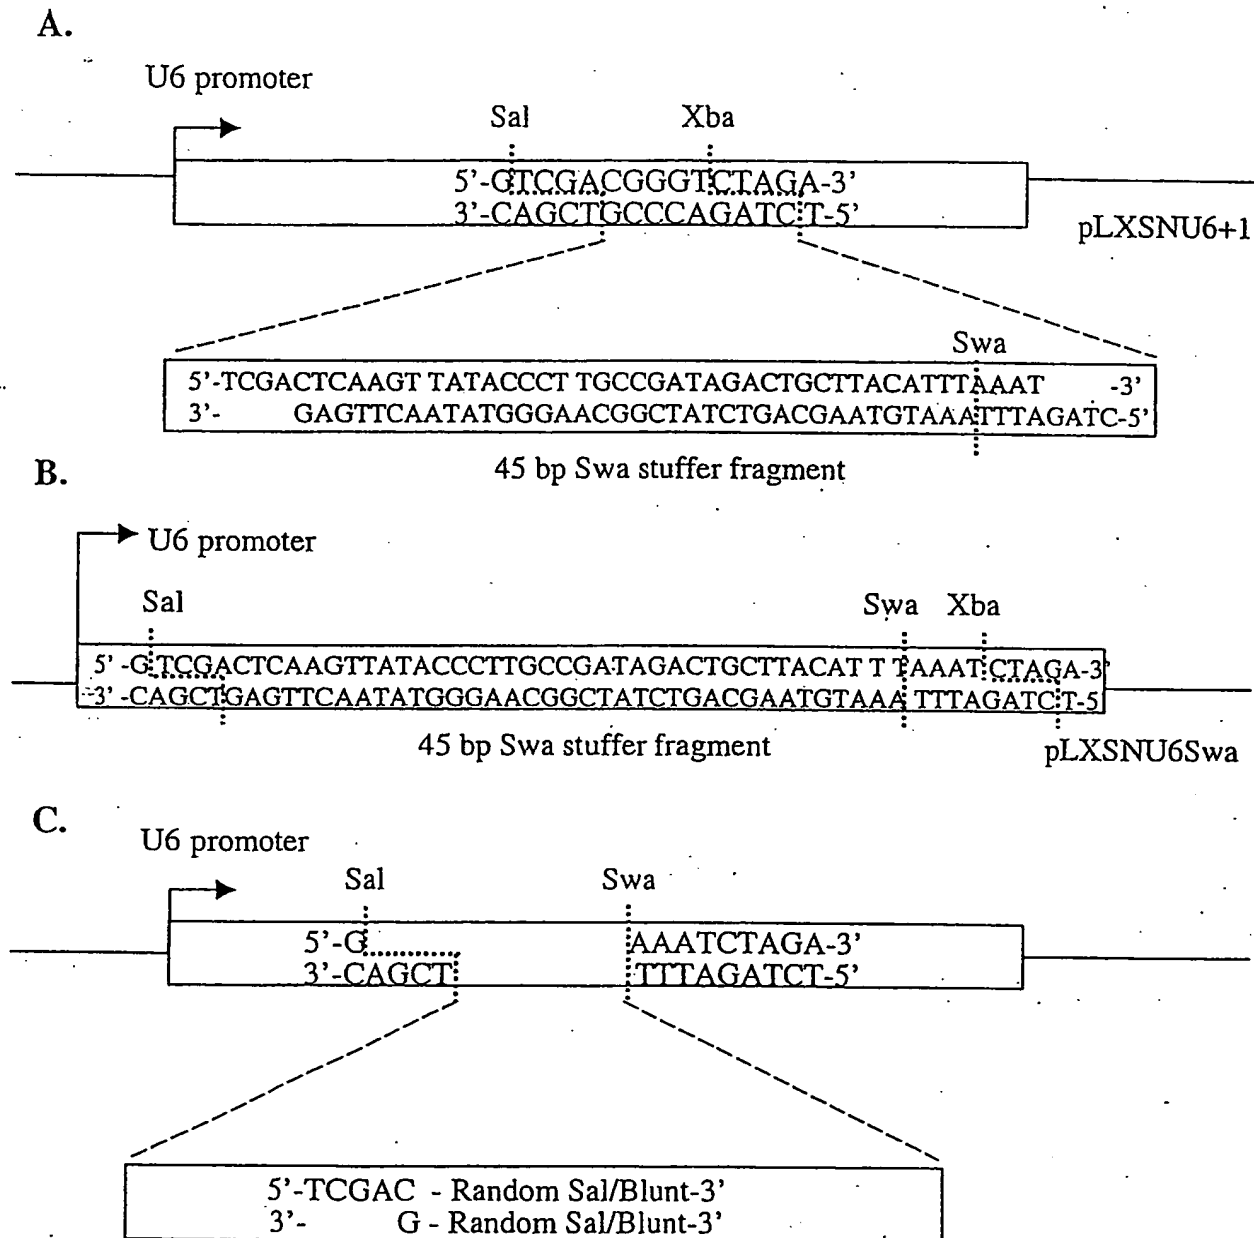 A.
U6 promoter
Sal Xba
5'-GTCGACGGGTCTAGA-3'
3'-CAGCTGCCCAGATCT-5'
pLXSNU6+1
Swa
5'-TCGACTCAAGT TATACCCT TGCCGATAGACTGCTTACATTTAAAT -3'
3'- GAGTTCAATATGGGAACGGCTATCTGACGAATGTAAATTTAGATC-5'
45 bp Swa stuffer fragment
B.
U6 promoter
Sal Swa Xba
5' -GTCGACTCAAGTTATACCCTTGCCGATAGACTGCTTACAT T TAAATCTAGA-3'
3' -CAGCTGAGTTCAATATGGGAACGGCTATCTGACGAATGTAAA TTTAGATCT-5
45 bp Swa stuffer fragment
pLXSNU6Swa
C.
U6 promoter
Sal Swa
5'-G AAATCTAGA-3'
3'-CAGCT TTTAGATCT-5'
5'-TCGAC - Random Sal/Blunt-3'
3'- G - Random Sal/Blunt-3'